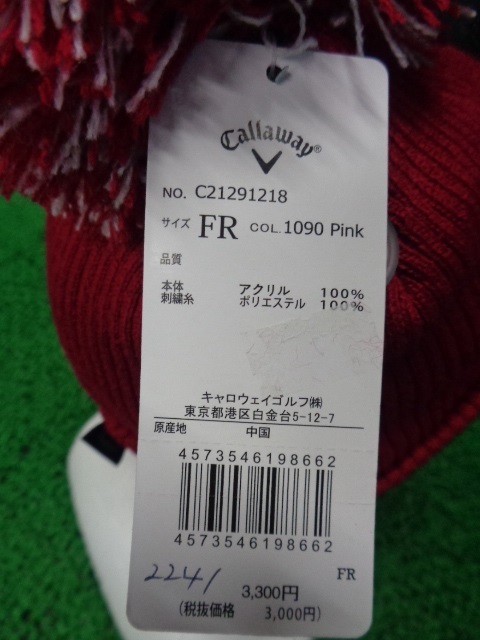 Callaway®
NO. C21291218
サイズ FR COL.1090 Pink
品質
本体 アクリル 100%
刺繍糸 ポリエステル 100%
キャロウェイゴルフ㈱
東京都港区白金台5-12-7
原産地 中国
4573546198662
4573546198662
2241
FR
3,300円
(税抜価格 3,000円)